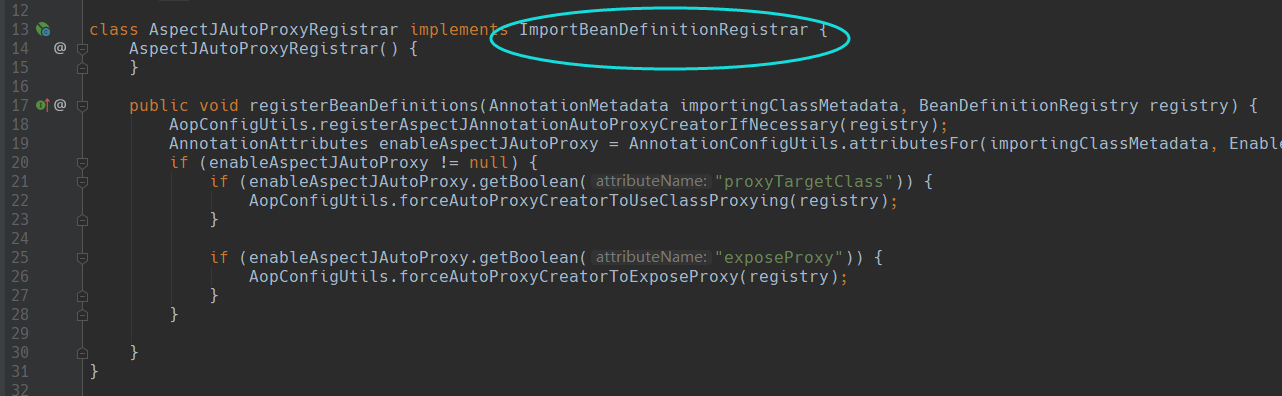 12
13 class AspectJAutoProxyRegistrar implements ImportBeanDefinitionRegistrar {
14 @ AspectJAutoProxyRegistrar() {
15 }
16
17 @ public void registerBeanDefinitions(AnnotationMetadata importingClassMetadata, BeanDefinitionRegistry registry) {
18 AopConfigUtils.registerAspectJAnnotationAutoProxyCreatorIfNecessary(registry);
19 AnnotationAttributes enableAspectJAutoProxy = AnnotationConfigUtils.attributesFor(importingClassMetadata, Enable
20 if (enableAspectJAutoProxy != null) {
21 if (enableAspectJAutoProxy.getBoolean( attributeName: "proxyTargetClass")) {
22 AopConfigUtils.forceAutoProxyCreatorToUseClassProxying(registry);
23 }
24
25 if (enableAspectJAutoProxy.getBoolean( attributeName: "exposeProxy")) {
26 AopConfigUtils.forceAutoProxyCreatorToExposeProxy(registry);
27 }
28 }
29
30 }
31 }
32